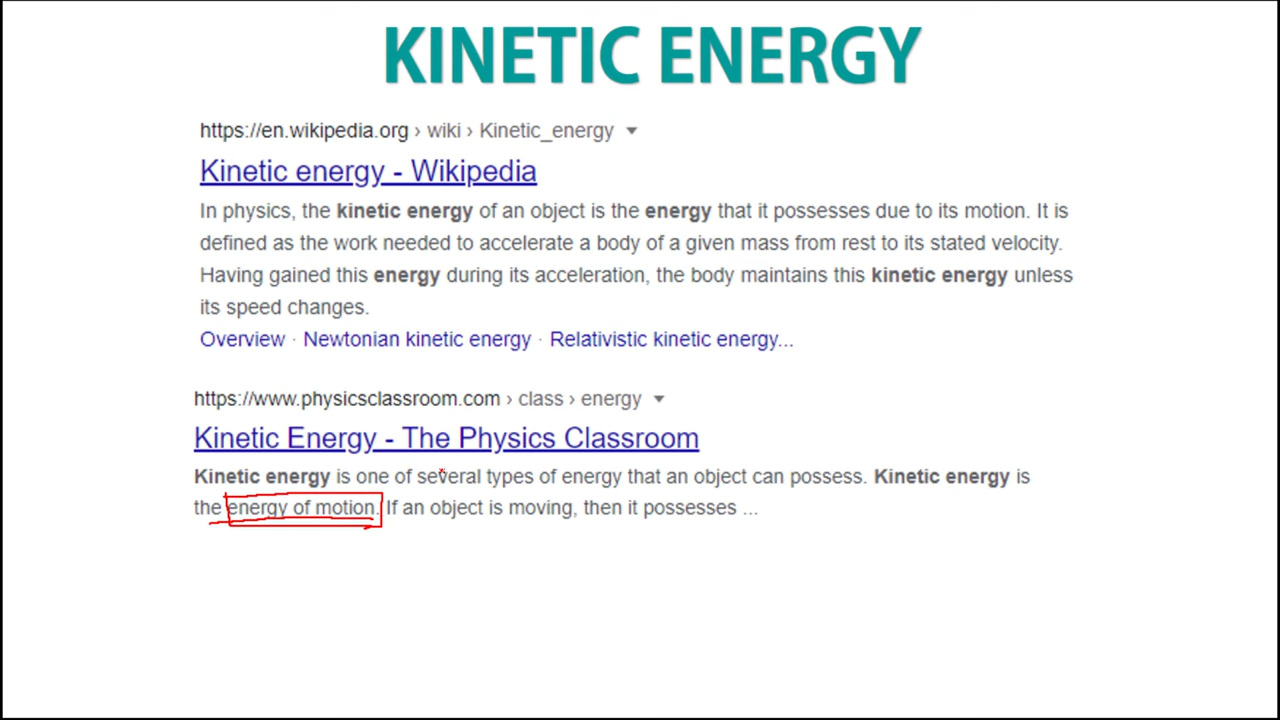 KINETIC ENERGY
https://en.wikipedia.org › wiki › Kinetic_energy
Kinetic energy - Wikipedia
In physics, the kinetic energy of an object is the energy that it possesses due to its motion. It is
defined as the work needed to accelerate a body of a given mass from rest to its stated velocity.
Having gained this energy during its acceleration, the body maintains this kinetic energy unless
its speed changes.
Overview · Newtonian kinetic energy · Relativistic kinetic energy...
https://www.physicsclassroom.com › class › energy
Kinetic Energy - The Physics Classroom
Kinetic energy is one of several types of energy that an object can possess. Kinetic energy is
the energy of motion. If an object is moving, then it possesses ...